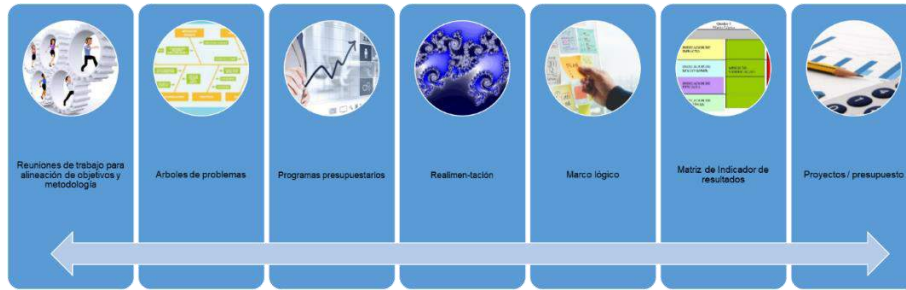 Reuniones de trabajo para
alineación de objetivos y
metodología
Arboles de problemas
Programas presupuestarios
Realimen-tación
Marco lógico
Matriz de Indicador de
resultados
Proyectos / presupuesto